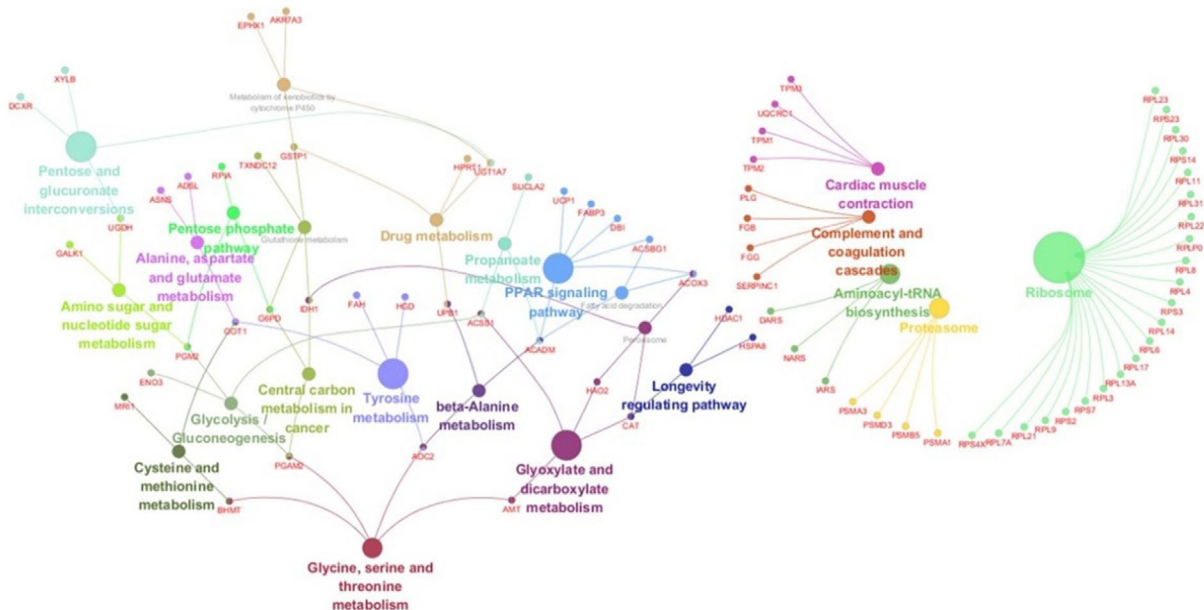 EPHX1
AKR7A3
XYLB
DCXR
Metabolism of xenobiotics by
cytochrome P450
GSTP1
TXNDC12
HPRT1
UGT1A7
SUCLA2
Pentose and
glucuronate
interconversions
RPIA
ADSL
ASNS
UGDH
GALK1
Pentose phosphate
pathway
Glutathione metabolism
Drug metabolism
Propanoate
metabolism
UCP1
FABP3
DBI
ACSBG1
ACOX3
PPAR signaling
pathway
Fatty acid degradation
Alanine, aspartate
and glutamate
metabolism
Amino sugar and
nucleotide sugar
metabolism
GOT1
G6PD
IDH1
FAH
HGD
UPB1
ACSS1
ACADM
Peroxisome
HDAC1
HSPA8
PGM2
ENO3
MRI1
Glycolysis /
Gluconeogenesis
Central carbon
metabolism in
cancer
Tyrosine
metabolism
beta-Alanine
metabolism
HAO2
CAT
Longevity
regulating pathway
Cysteine and
methionine
metabolism
PGAM2
AOC2
Glyoxylate and
dicarboxylate
metabolism
BHMT
AMT
Glycine, serine and
threonine
metabolism
TPM3
UQCRC1
TPM1
TPM2
Cardiac muscle
contraction
PLG
FGB
FGG
SERPINC1
Complement and
coagulation
cascades
Aminoacyl-tRNA
biosynthesis
DARS
NARS
IARS
Proteasome
PSMA3
PSMD3
PSMB5
PSMA1
Ribosome
RPL23
RPS23
RPL30
RPS14
RPL11
RPL31
RPL22
RPLP0
RPL8
RPL4
RPS3
RPL14
RPL6
RPL17
RPL13A
RPL3
RPS7
RPS2
RPL9
RPL21
RPL7A
RPS4X